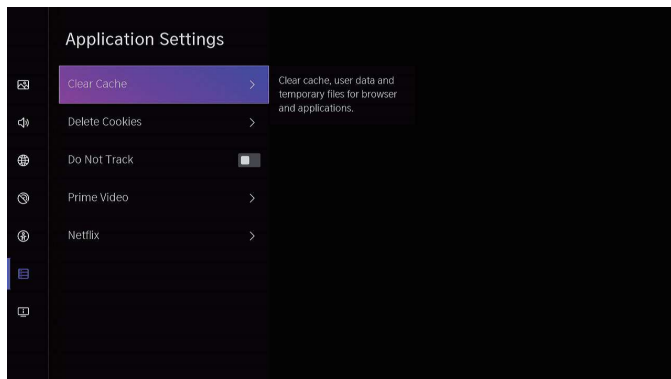 Application Settings
Clear Cache
Clear cache, user data and
temporary files for browser
and applications.
Delete Cookies
Do Not Track
Prime Video
Netflix